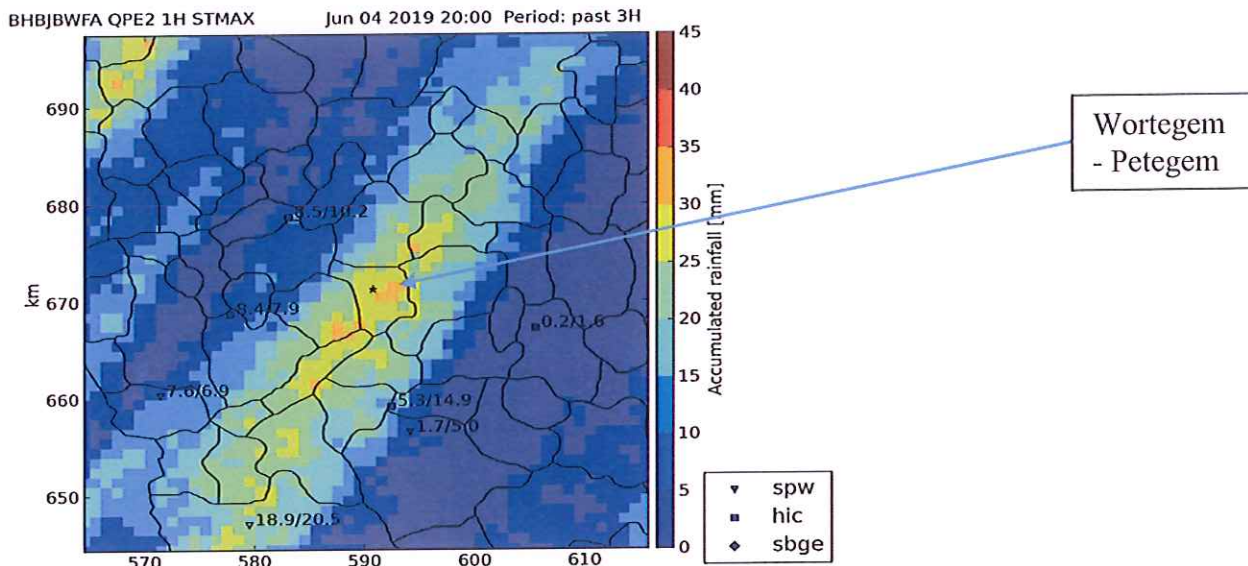 BHBJBWFA QPE2 1H STMAX Jun 04 2019 20:00 Period: past 3H
45
40
35
30
25
20
15
10
5
0
Accumulated rainfall [mm]
690
680
670
660
650
km
570 580 590 600 610
8.5/10.2
8.4/7.9
0.2/1.6
7.6/6.9
5.3/14.9
1.7/5.0
18.9/20.5
Wortegem
- Petegem
spw
hic
sbge